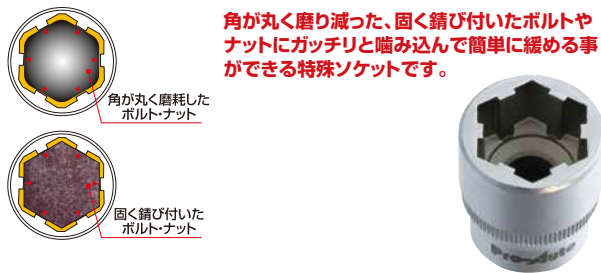 角が丸く磨り減った、固く錆び付いたボルトや
ナットにガッチリと噛み込んで簡単に緩める事
ができる特殊ソケットです。
角が丸く磨耗した
ボルト・ナット
固く錆び付いた
ボルト・ナット
Pro-Auto